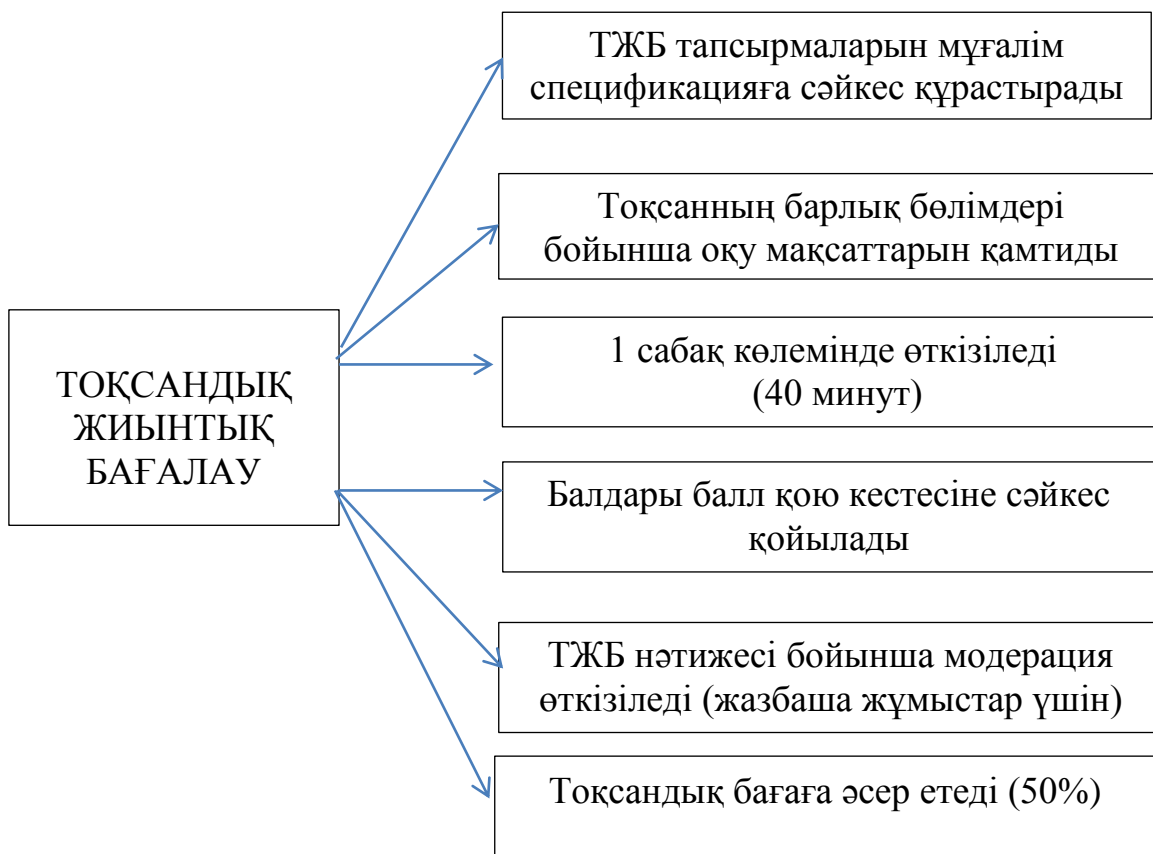 ТЖБ тапсырмаларын мұғалім
спецификацияға сәйкес құрастырады
Тоқсанның барлық бөлімдері
бойынша оқу мақсаттарын қамтиды
ТОҚСАНДЫҚ
ЖИЫНТЫҚ
БАҒАЛАУ
1 сабақ көлемінде өткізіледі
(40 минут)
Балдары балл қою кестесіне сәйкес
қойылады
ТЖБ нәтижесі бойынша модерация
өткізіледі (жазбаша жұмыстар үшін)
Тоқсандық бағаға әсер етеді (50%)